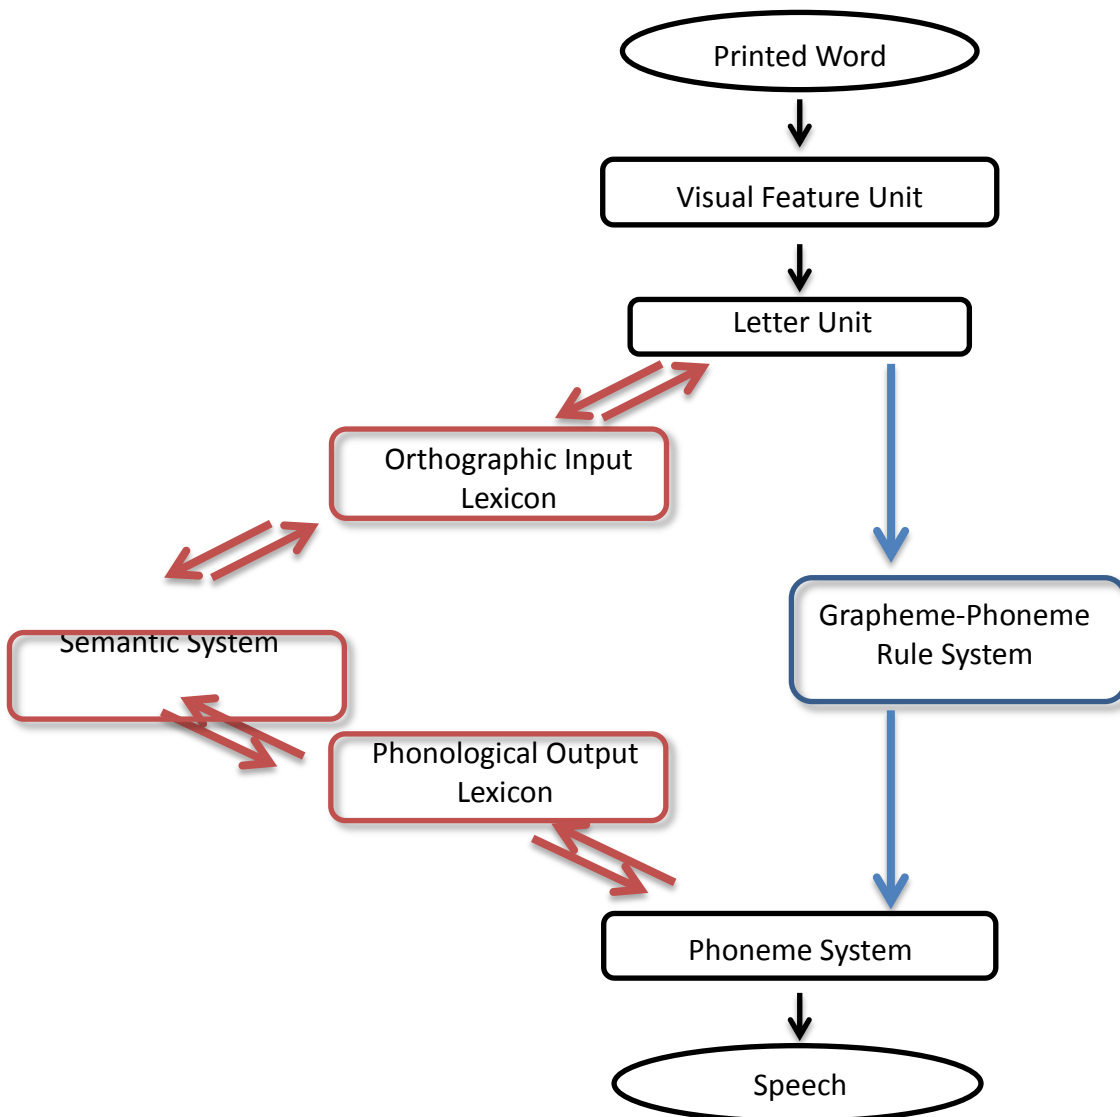 Printed Word
Visual Feature Unit
Letter Unit
Orthographic Input
Lexicon
Grapheme-Phoneme
Rule System
Semantic System
Phonological Output
Lexicon
Phoneme System
Speech